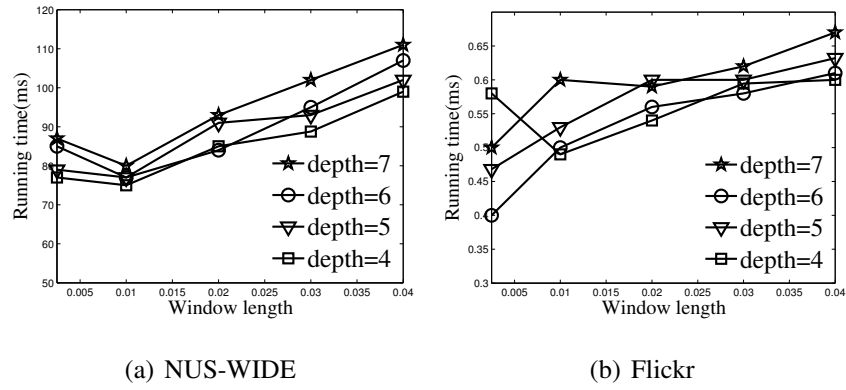 120
110
100
90
80
70
60
50
Running time(ms)
0.005 0.01 0.015 0.02 0.025 0.03 0.035 0.04
Window length
depth=7
depth=6
depth=5
depth=4
(a) NUS-WIDE
0.65
0.6
0.55
0.5
0.45
0.4
0.35
0.3
Running time(ms)
0.005 0.01 0.015 0.02 0.025 0.03 0.035 0.04
Window length
depth=7
depth=6
depth=5
depth=4
(b) Flickr